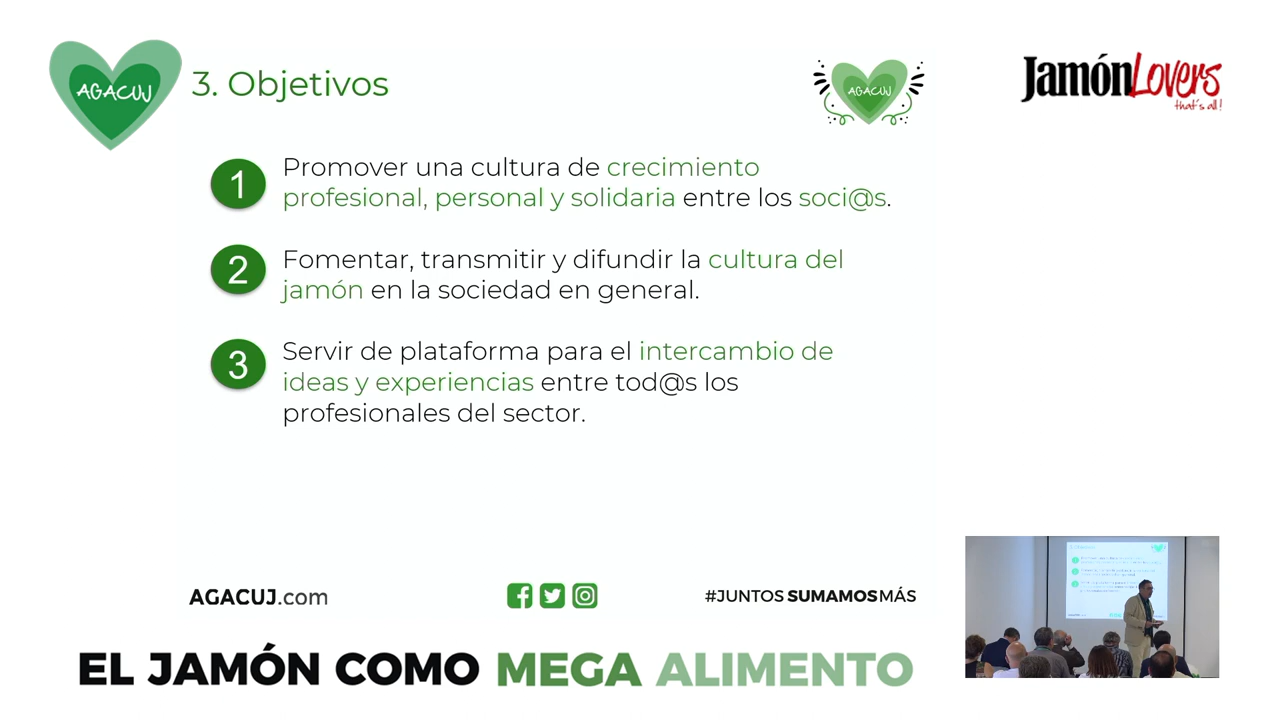 AGACUJ
3. Objetivos
AGACUJ
JamónLovers
that's all!
1
Promover una cultura de crecimiento
profesional, personal y solidaria entre los soci@s.
2
Fomentar, transmitir y difundir la cultura del
jamón en la sociedad en general.
3
Servir de plataforma para el intercambio de
ideas y experiencias entre tod@s los
profesionales del sector.
AGACUJ.com
#JUNTOS SUMAMOS MÁS
EL JAMÓN COMO MEGA ALIMENTO